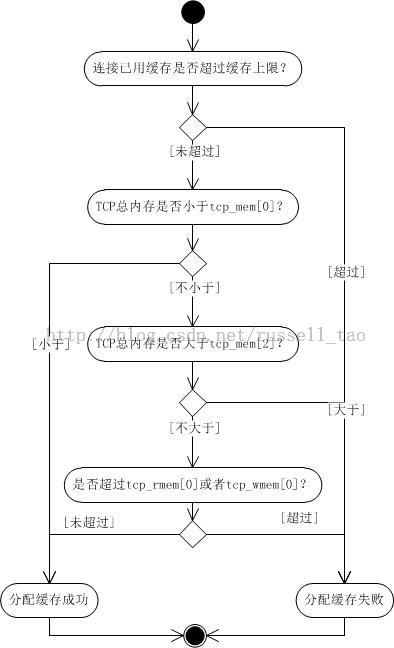 连接已用缓存是否超过缓存上限？
[未超过]
TCP总内存是否小于tcp_mem[0]？
[超过]
[不小于]
http://blog.csdn.net/russell_tao
[小于]
TCP总内存是否大于tcp_mem[2]？
[大于]
[不大于]
是否超过tcp_rmem[0]或者tcp_wmem[0]？
[未超过]
[超过]
分配缓存成功
分配缓存失败